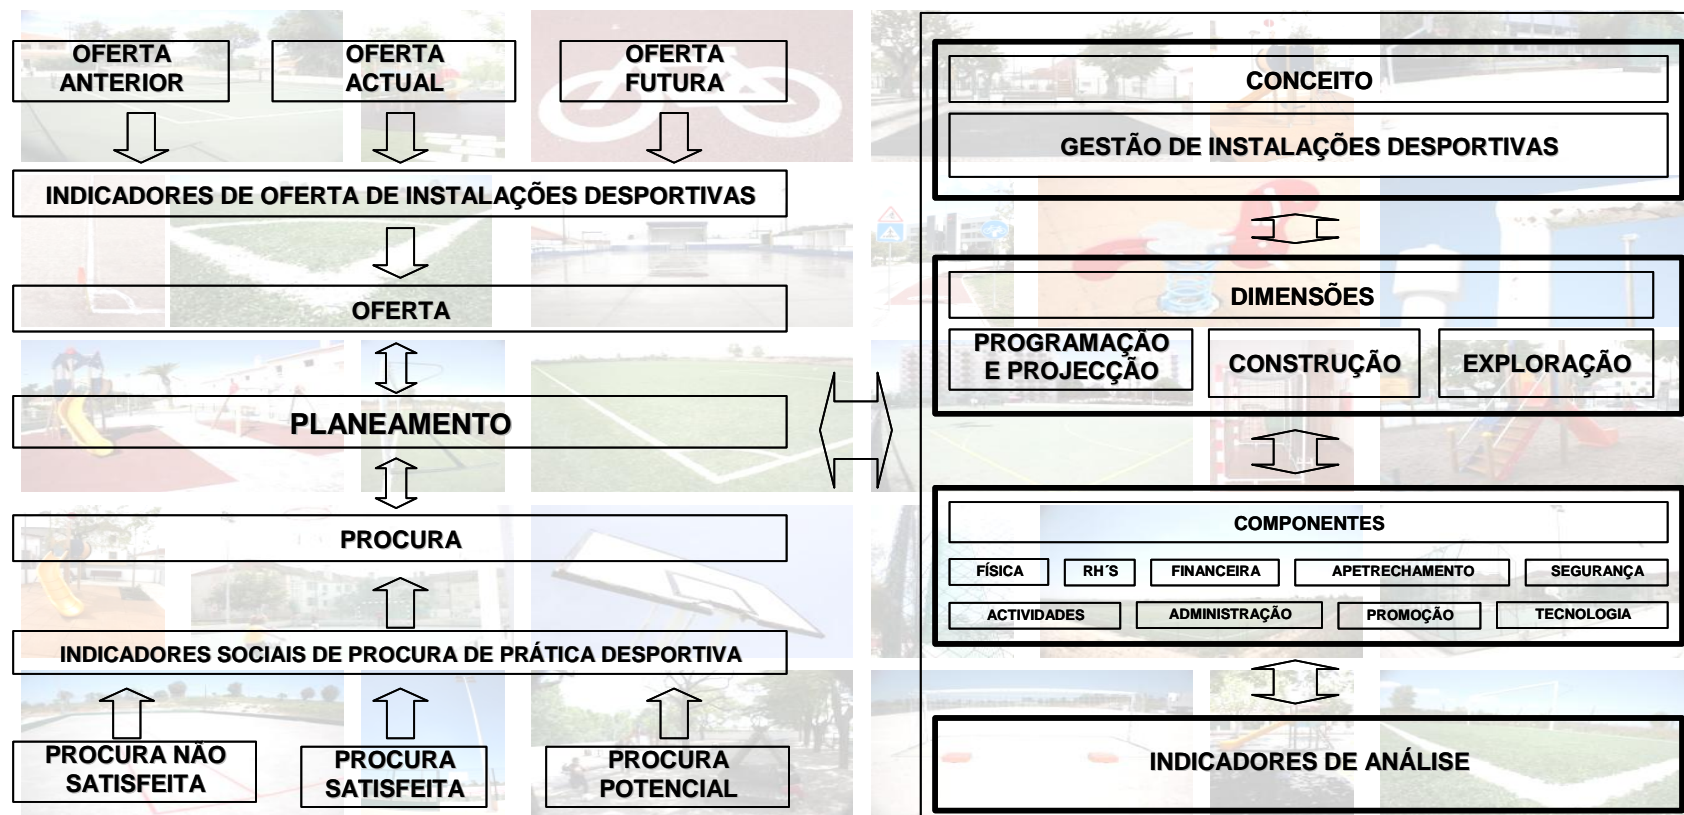 OFERTA
ANTERIOR
OFERTA
ACTUAL
OFERTA
FUTURA
INDICADORES DE OFERTA DE INSTALAÇÕES DESPORTIVAS
OFERTA
PLANEAMENTO
PROCURA
INDICADORES SOCIAIS DE PROCURA DE PRÁTICA DESPORTIVA
PROCURA NÃO
SATISFEITA
PROCURA
SATISFEITA
PROCURA
POTENCIAL
CONCEITO
GESTÃO DE INSTALAÇÕES DESPORTIVAS
DIMENSÕES
PROGRAMAÇÃO
E PROJECÇÃO
CONSTRUÇÃO
EXPLORAÇÃO
COMPONENTES
FÍSICA
RH´S
FINANCEIRA
APETRECHAMENTO
SEGURANÇA
ACTIVIDADES
ADMINISTRAÇÃO
PROMOÇÃO
TECNOLOGIA
INDICADORES DE ANÁLISE